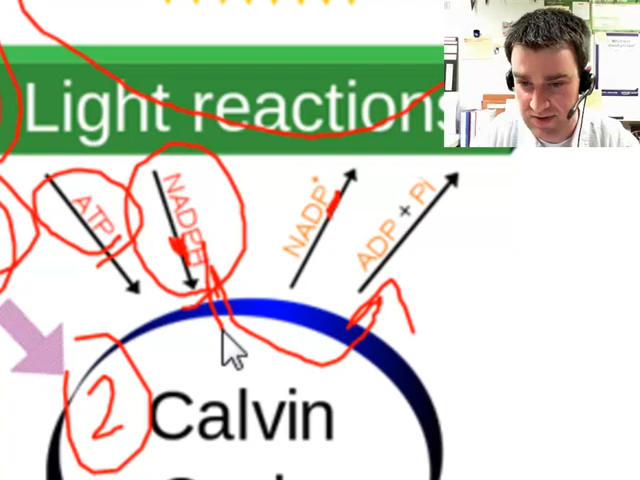 Light reactions
ATP
NADPH
NADP+
ADP + Pi
2
Calvin